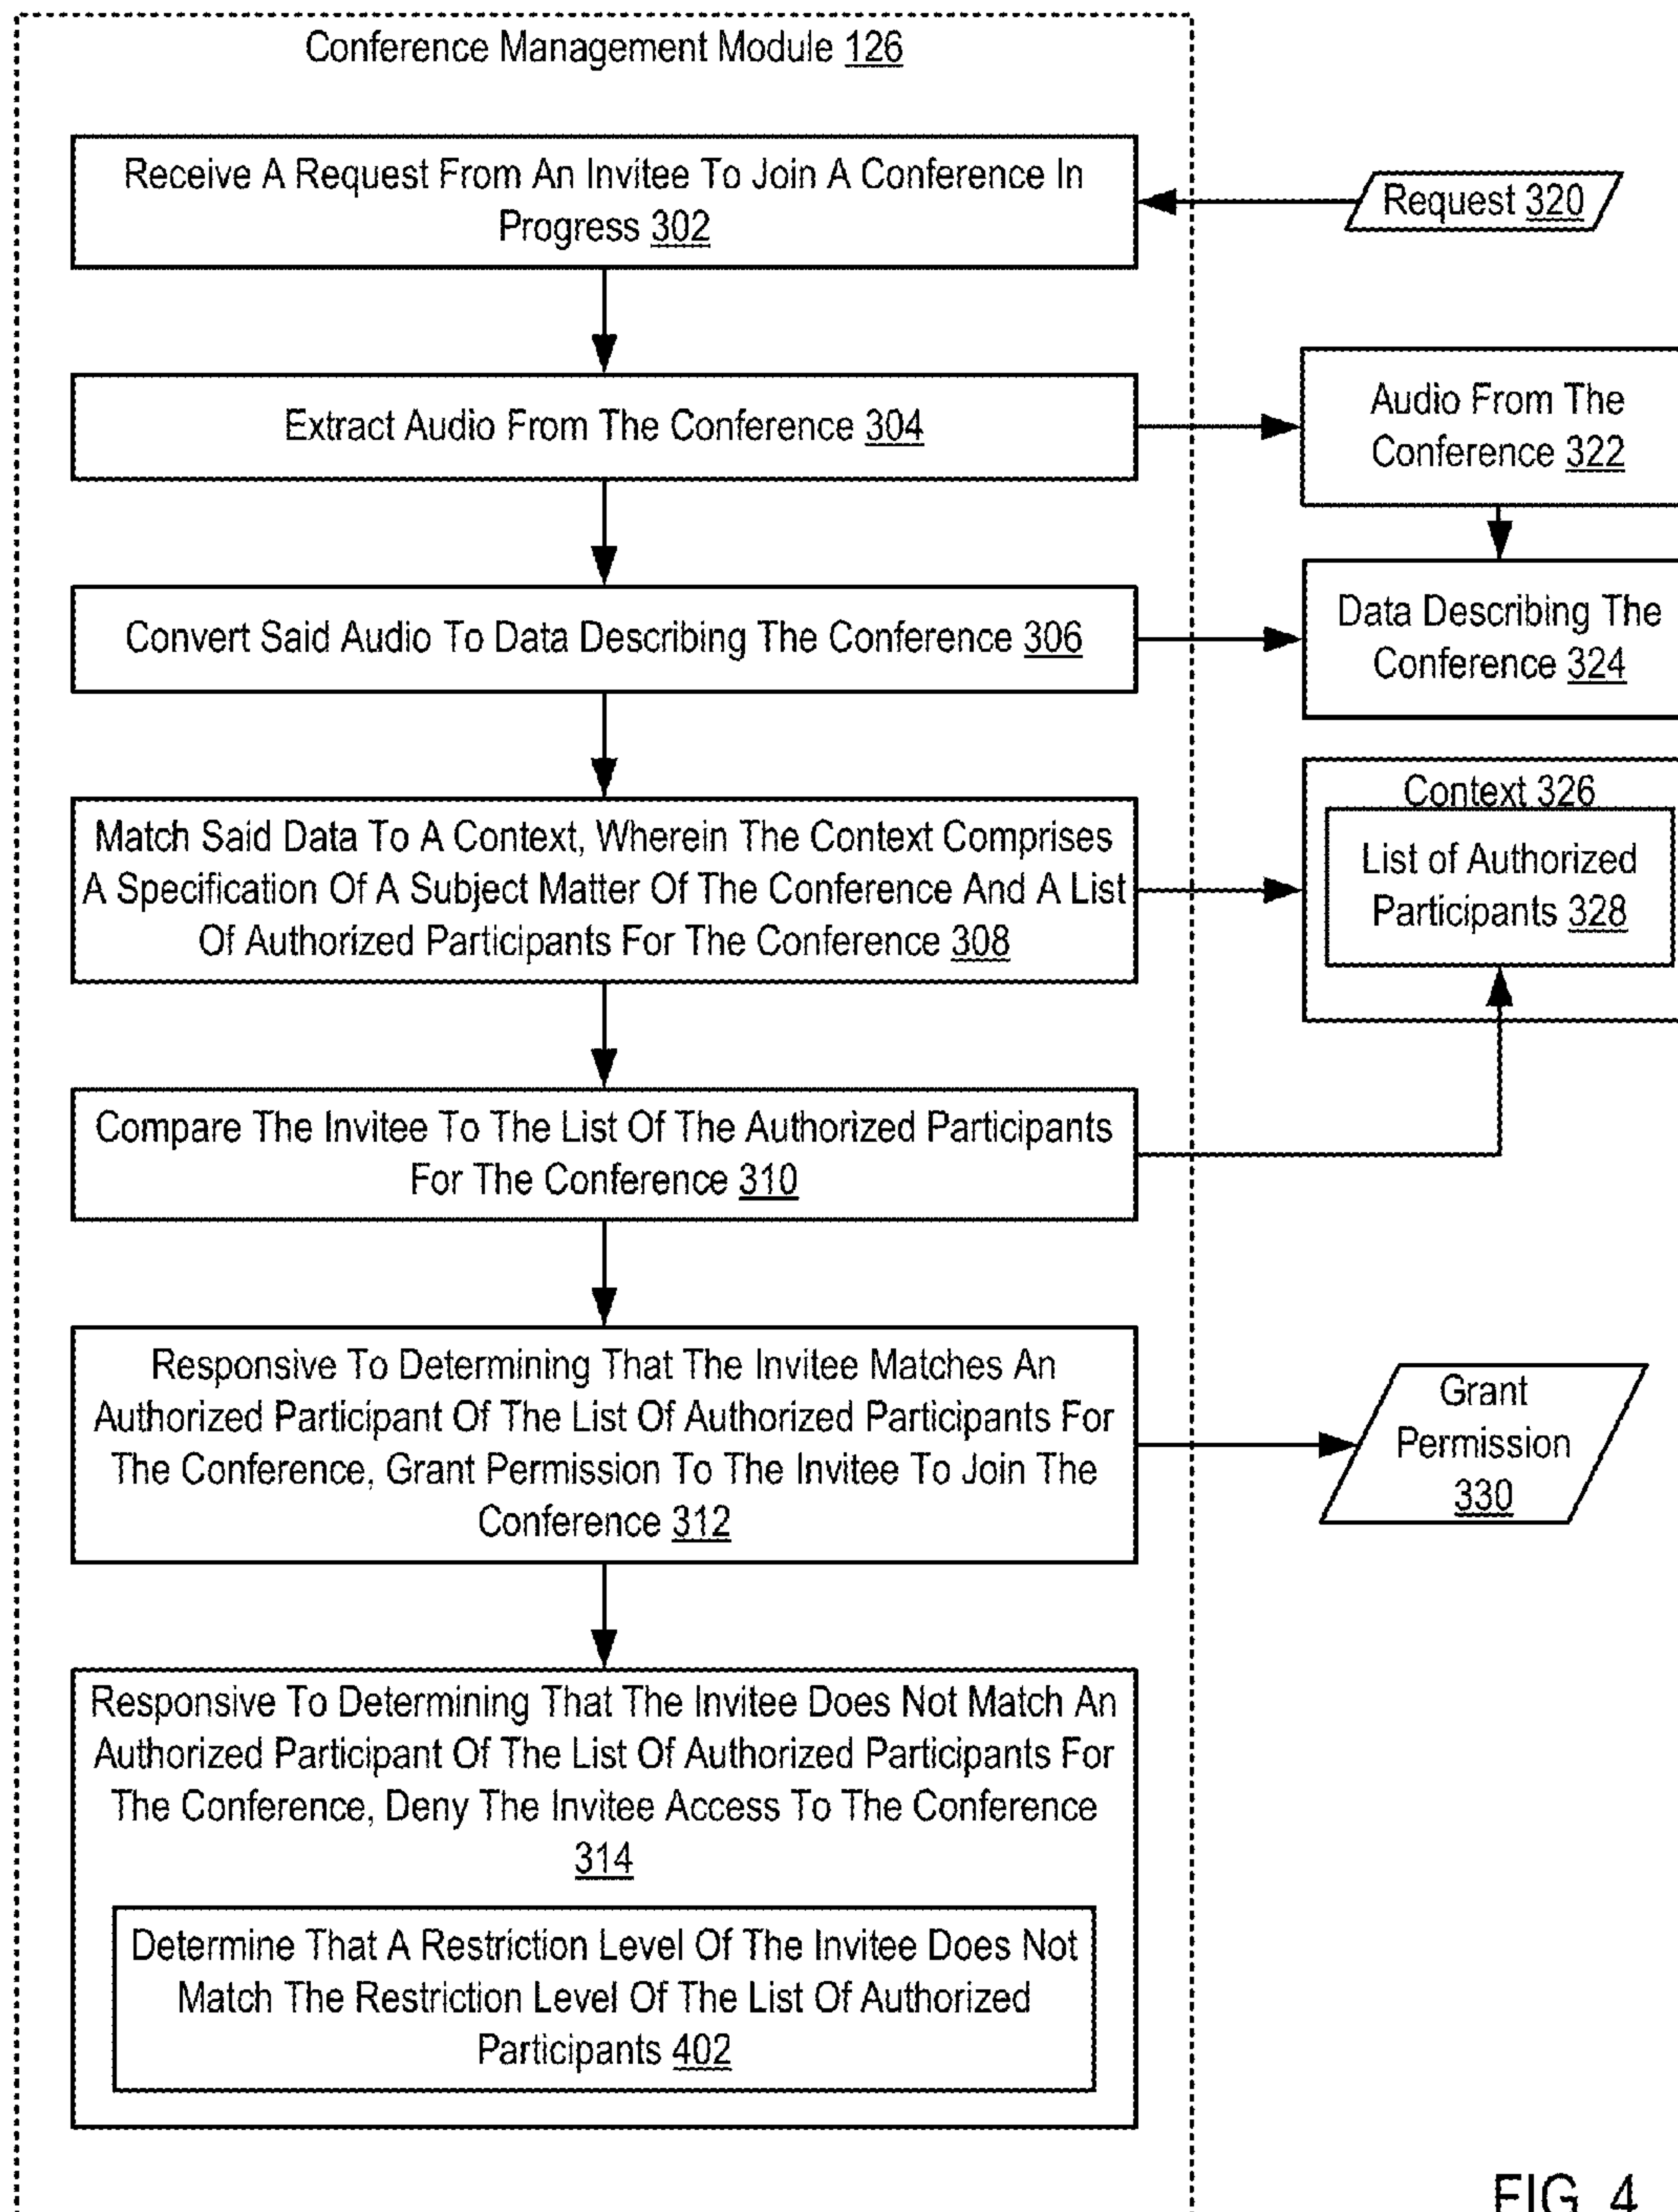 Conference Management Module 126
Receive A Request From An Invitee To Join A Conference In
Progress 302
Request 320
Extract Audio From The Conference 304
Audio From The
Conference 322
Convert Said Audio To Data Describing The Conference 306
Data Describing The
Conference 324
Match Said Data To A Context, Wherein The Context Comprises
A Specification Of A Subject Matter Of The Conference And A List
Of Authorized Participants For The Conference 308
Context 326
List of Authorized
Participants 328
Compare The Invitee To The List Of The Authorized Participants
For The Conference 310
Responsive To Determining That The Invitee Matches An
Authorized Participant Of The List Of Authorized Participants For
The Conference, Grant Permission To The Invitee To Join The
Conference 312
Grant
Permission
330
Responsive To Determining That The Invitee Does Not Match An
Authorized Participant Of The List Of Authorized Participants For
The Conference, Deny The Invitee Access To The Conference
314
Determine That A Restriction Level Of The Invitee Does Not
Match The Restriction Level Of The List Of Authorized
Participants 402
FIG. 4